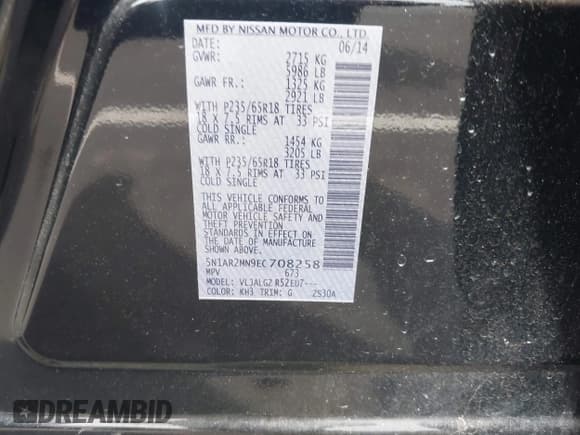 MFD BY NISSAN MOTOR CO., LTD.
DATE: 06/14
GVWR: 2715 KG
5986 LB
GAWR FR.: 1325 KG
2921 LB
WITH P235/65R18 TIRES
18 X 7.5 RIMS AT 33 PSI
COLD SINGLE
GAWR RR.: 1454 KG
3205 LB
WITH P235/65R18 TIRES
18 X 7.5 RIMS AT 33 PSI
COLD SINGLE
THIS VEHICLE CONFORMS TO
ALL APPLICABLE FEDERAL
MOTOR VEHICLE SAFETY AND
THEFT PREVENTION
STANDARDS IN EFFECT ON
THE DATE OF MANUFACTURE
SHOWN ABOVE.
5N1AR2MN9EC708258
MPV 673
MODEL: VLJALGZ R52EU7---
COLOR: KH3 TRIM: G 2S30A
DREAMBID